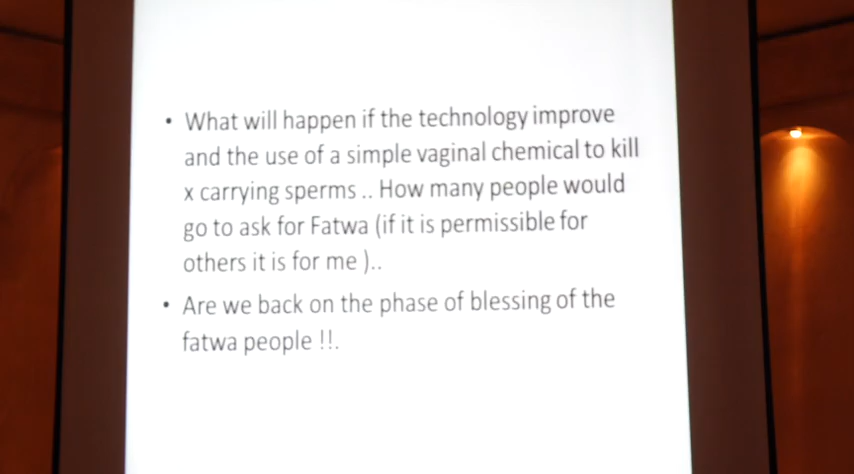 • What will happen if the technology improve
and the use of a simple vaginal chemical to kill
x carrying sperms .. How many people would
go to ask for Fatwa (if it is permissible for
others it is for me )..
• Are we back on the phase of blessing of the
fatwa people !!.